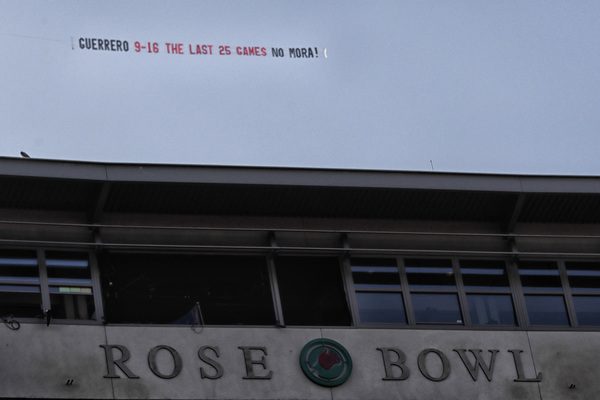 GUERRERO 9-16 THE LAST 25 GAMES NO MORA!
ROSE BOWL